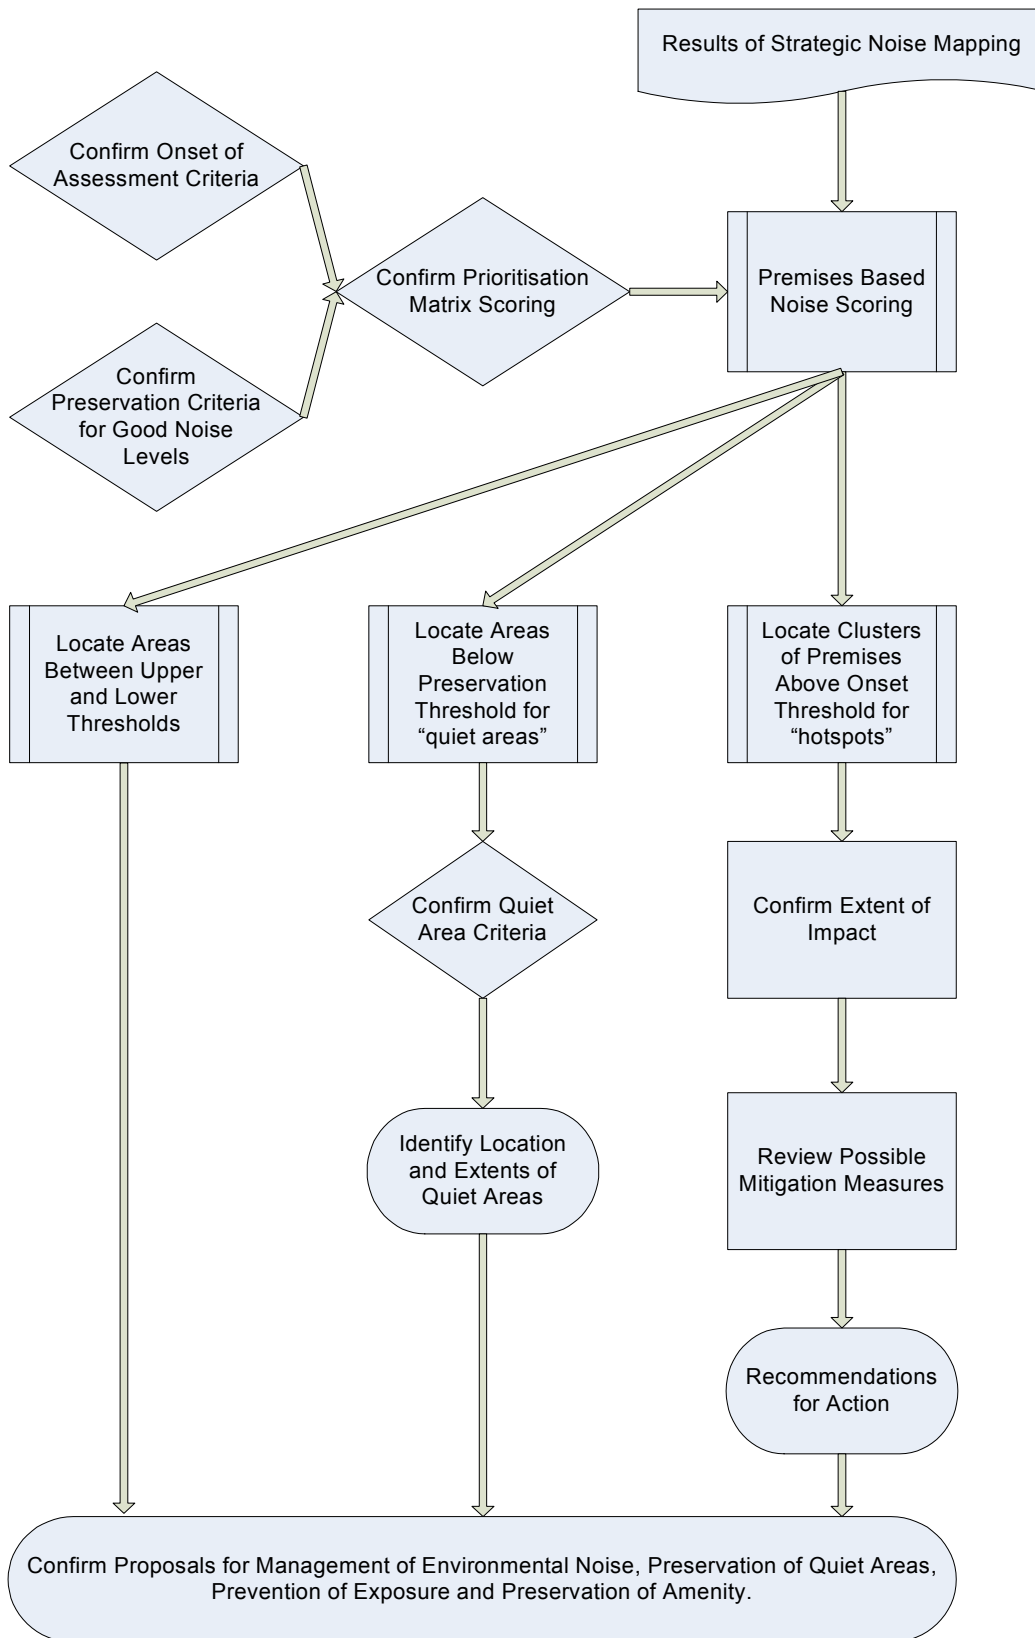 Results of Strategic Noise Mapping
Confirm Onset of
Assessment Criteria
Confirm Prioritisation
Matrix Scoring
Premises Based
Noise Scoring
Confirm
Preservation Criteria
for Good Noise
Levels
Locate Areas
Between Upper
and Lower
Thresholds
Locate Areas
Below
Preservation
Threshold for
“quiet areas”
Locate Clusters
of Premises
Above Onset
Threshold for
“hotspots”
Confirm Quiet
Area Criteria
Confirm Extent of
Impact
Identify Location
and Extents of
Quiet Areas
Review Possible
Mitigation Measures
Recommendations
for Action
Confirm Proposals for Management of Environmental Noise, Preservation of Quiet Areas,
Prevention of Exposure and Preservation of Amenity.